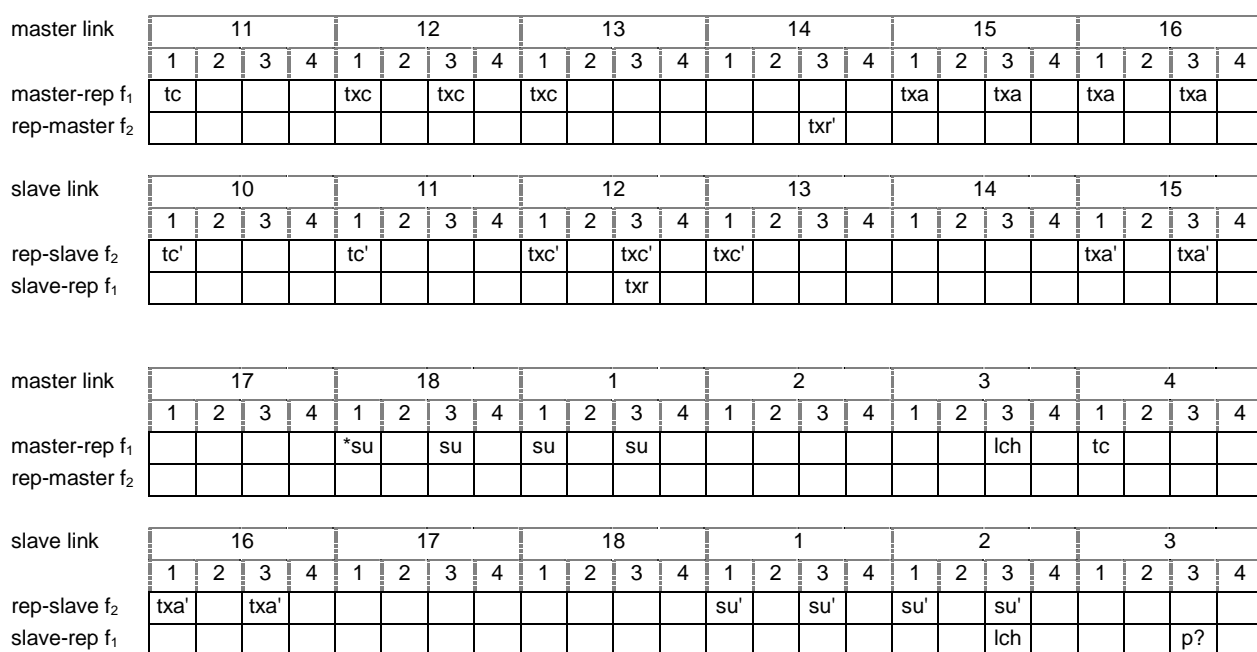 master link 11 12 13 14 15 16
1 2 3 4 1 2 3 4 1 2 3 4 1 2 3 4 1 2 3 4 1 2 3 4
master-rep f₁ tc txc txc txc txa txa txa txa
rep-master f₂ txr'
slave link 10 11 12 13 14 15
1 2 3 4 1 2 3 4 1 2 3 4 1 2 3 4 1 2 3 4 1 2 3 4
rep-slave f₂ tc' tc' txc' txc' txc' txa' txa'
slave-rep f₁ txr
master link 17 18 1 2 3 4
1 2 3 4 1 2 3 4 1 2 3 4 1 2 3 4 1 2 3 4 1 2 3 4
master-rep f₁ *su su su su lch tc
rep-master f₂
slave link 16 17 18 1 2 3
1 2 3 4 1 2 3 4 1 2 3 4 1 2 3 4 1 2 3 4 1 2 3 4
rep-slave f₂ txa' txa' su' su' su' su'
slave-rep f₁ lch p?